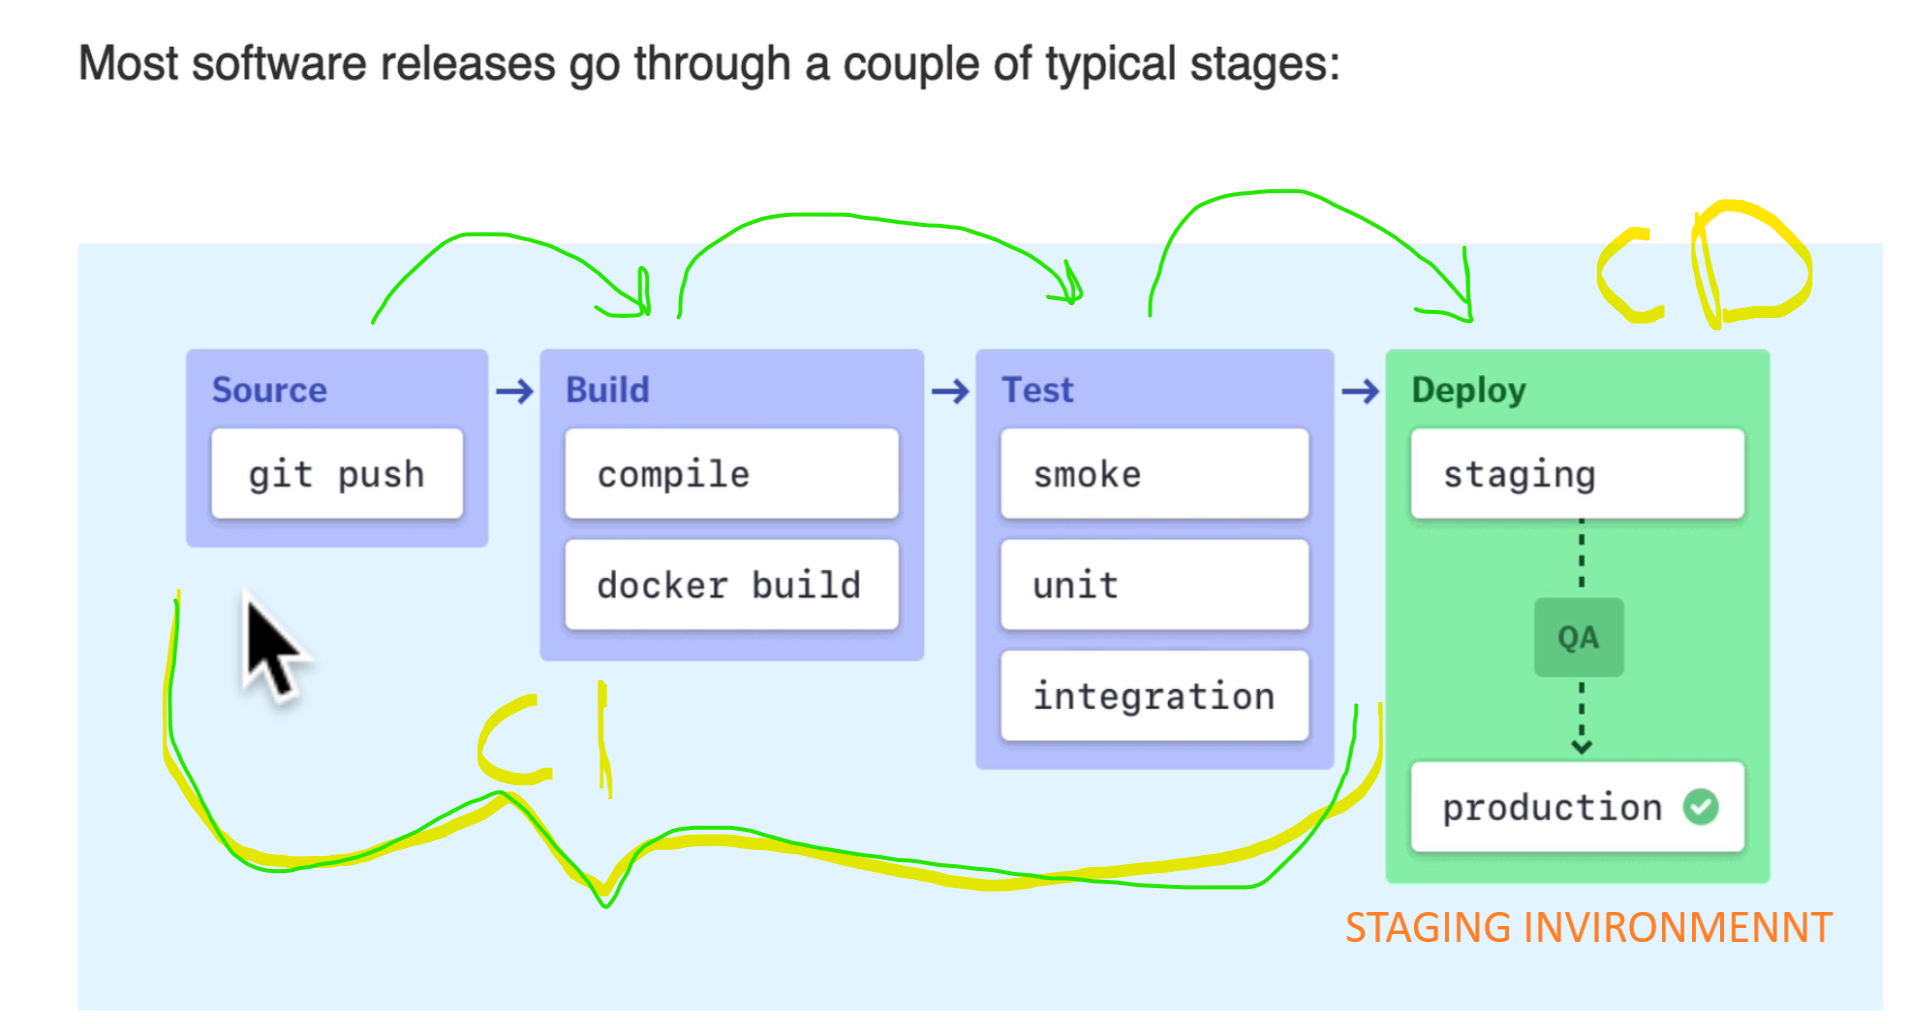 Most software releases go through a couple of typical stages:
CD
Source → Build → Test → Deploy
git push
compile
docker build
smoke
unit
integration
staging
QA
production
CI
STAGING INVIRONMENNT